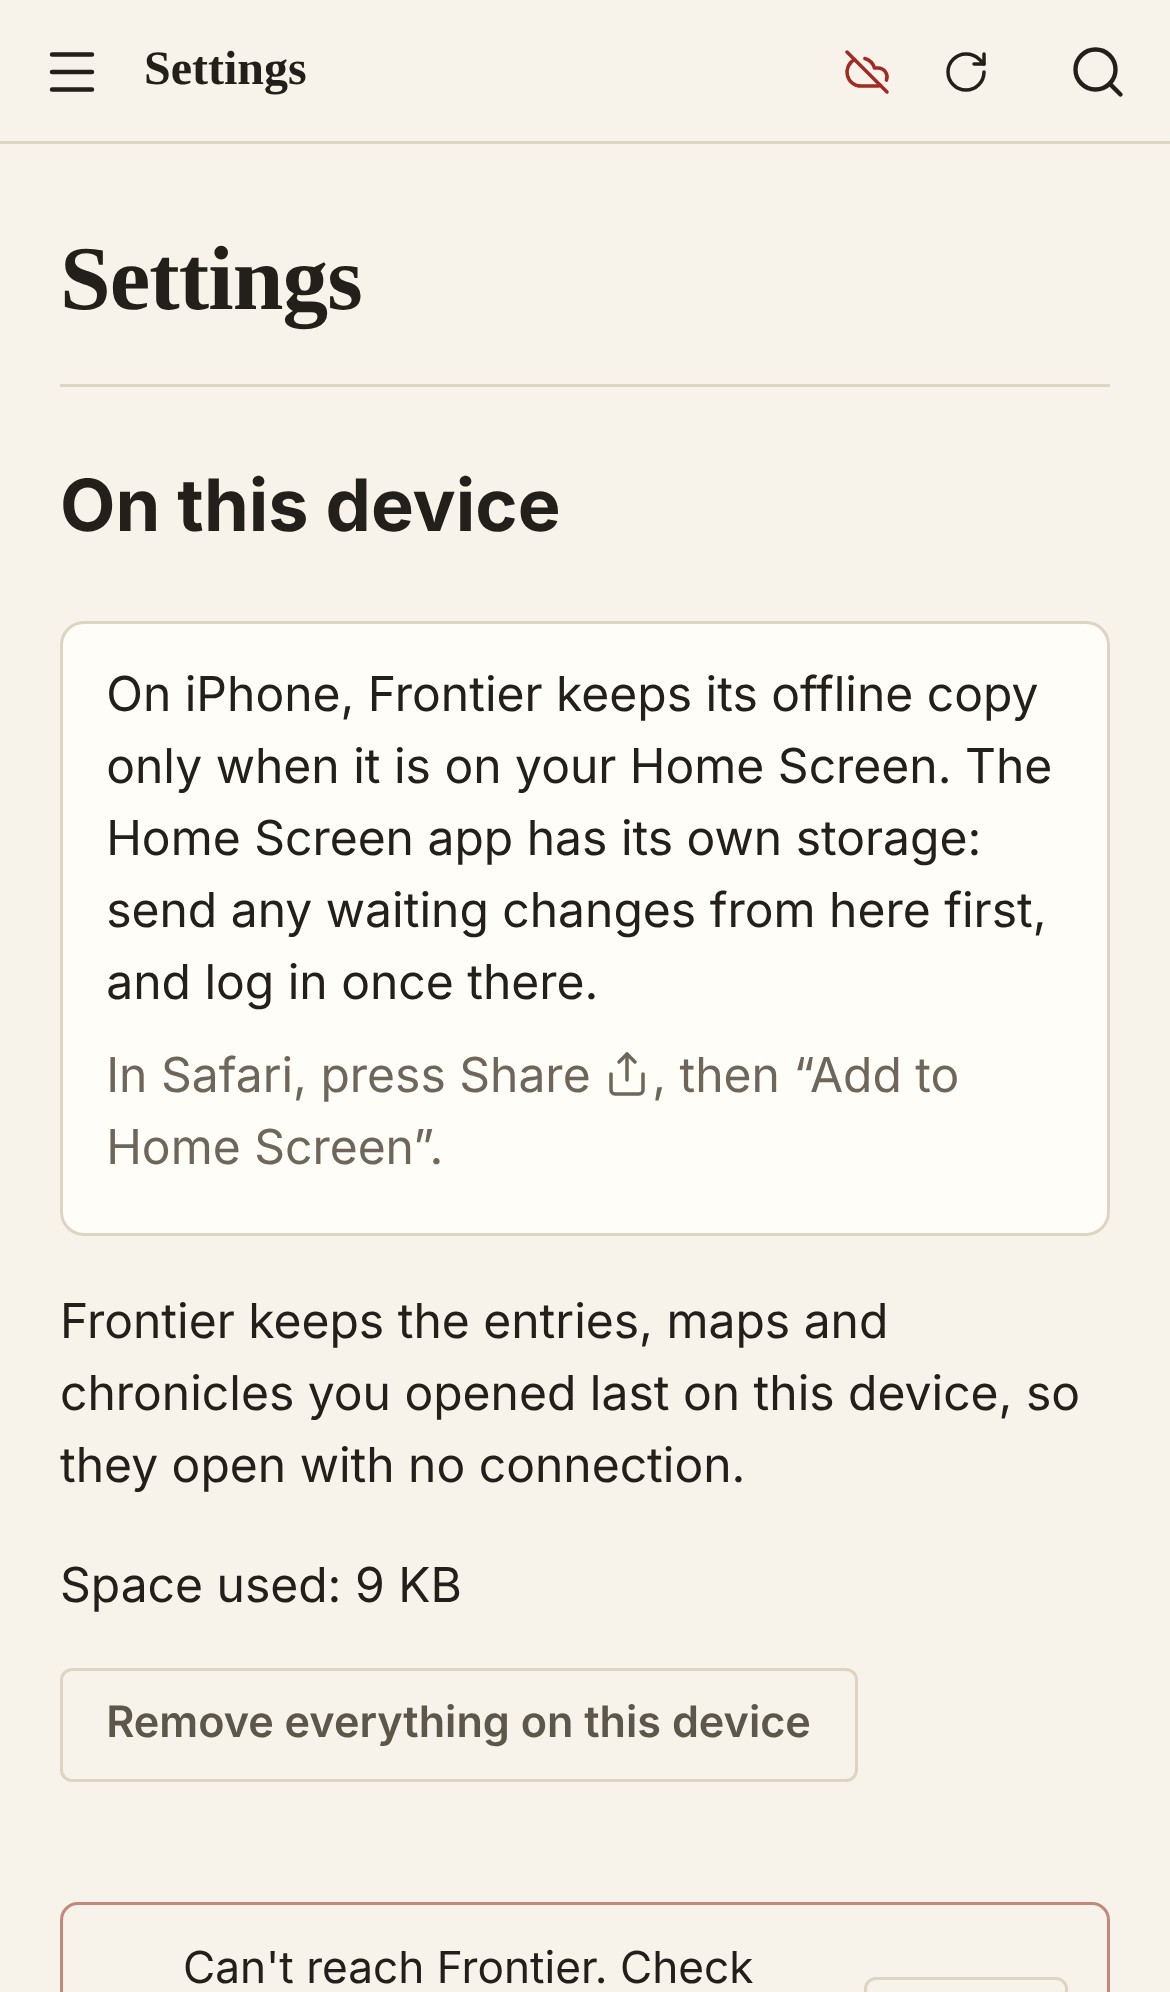 Settings
Settings
On this device
On iPhone, Frontier keeps its offline copy
only when it is on your Home Screen. The
Home Screen app has its own storage:
send any waiting changes from here first,
and log in once there.
In Safari, press Share , then “Add to
Home Screen”.
Frontier keeps the entries, maps and
chronicles you opened last on this device, so
they open with no connection.
Space used: 9 KB
Remove everything on this device
Can't reach Frontier. Check